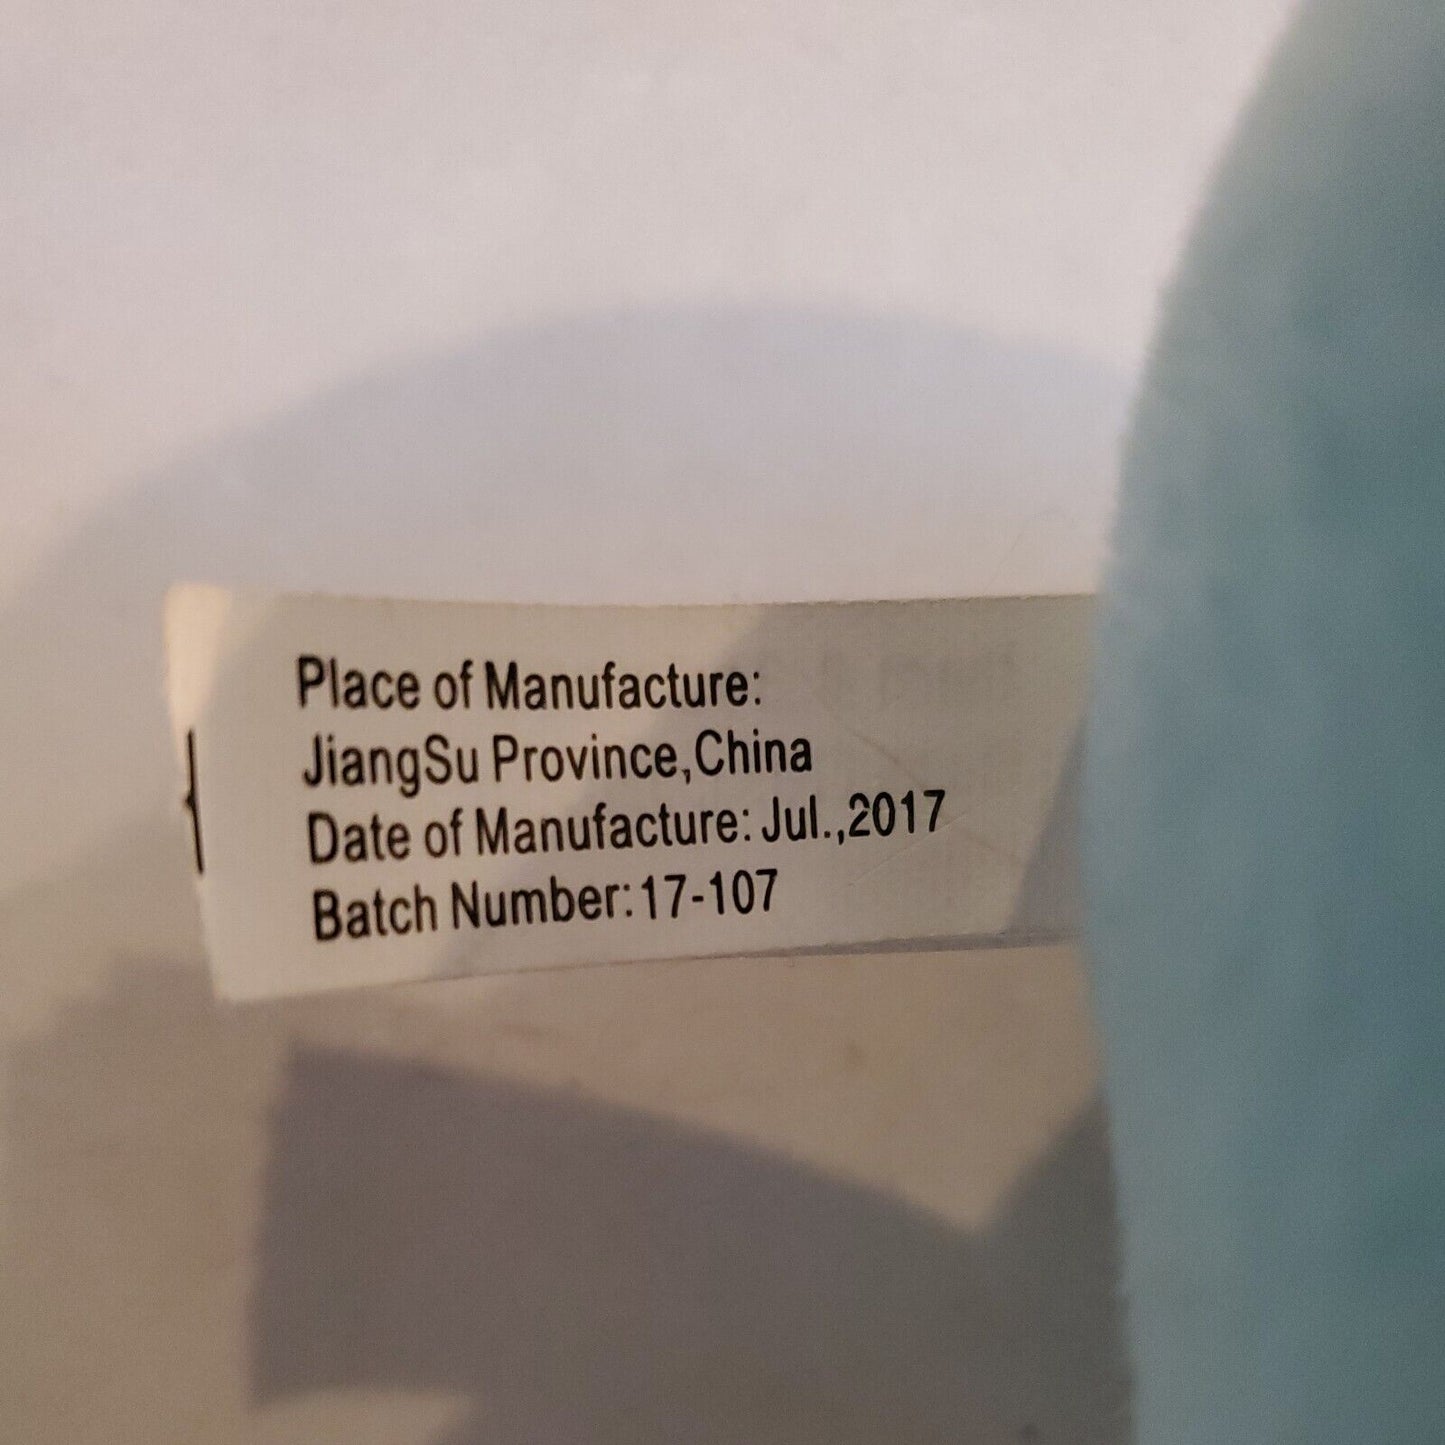 Place of Manufacture:
JiangSu Province,China
Date of Manufacture: Jul.,2017
Batch Number:17-107